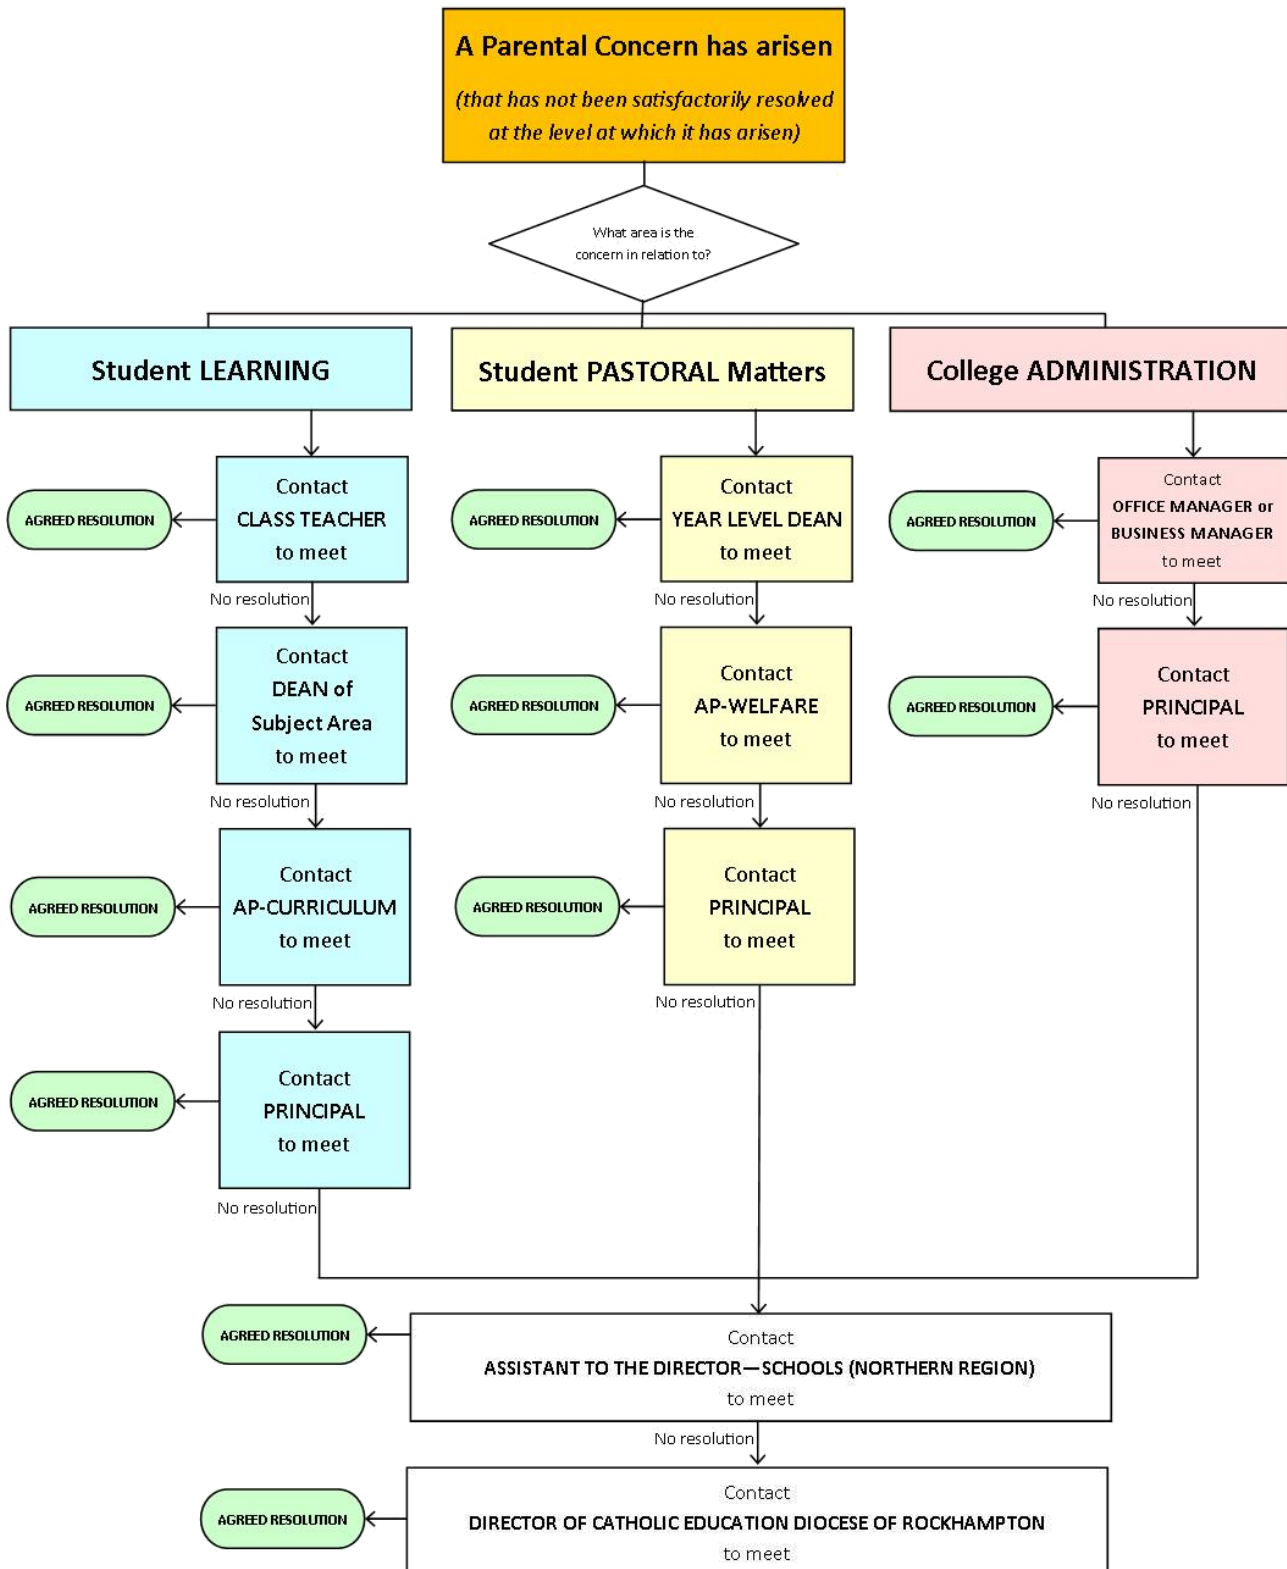 A Parental Concern has arisen
(that has not been satisfactorily resolved
at the level at which it has arisen)
What area is the
concern in relation to?
Student LEARNING
Student PASTORAL Matters
College ADMINISTRATION
Contact
CLASS TEACHER
to meet
AGREED RESOLUTION
No resolution
Contact
DEAN of
Subject Area
to meet
AGREED RESOLUTION
No resolution
Contact
AP-CURRICULUM
to meet
AGREED RESOLUTION
No resolution
Contact
PRINCIPAL
to meet
AGREED RESOLUTION
No resolution
Contact
YEAR LEVEL DEAN
to meet
AGREED RESOLUTION
No resolution
Contact
AP-WELFARE
to meet
AGREED RESOLUTION
No resolution
Contact
PRINCIPAL
to meet
AGREED RESOLUTION
No resolution
Contact
OFFICE MANAGER or
BUSINESS MANAGER
to meet
AGREED RESOLUTION
No resolution
Contact
PRINCIPAL
to meet
AGREED RESOLUTION
No resolution
Contact
ASSISTANT TO THE DIRECTOR—SCHOOLS (NORTHERN REGION)
to meet
AGREED RESOLUTION
No resolution
Contact
DIRECTOR OF CATHOLIC EDUCATION DIOCESE OF ROCKHAMPTON
to meet
AGREED RESOLUTION